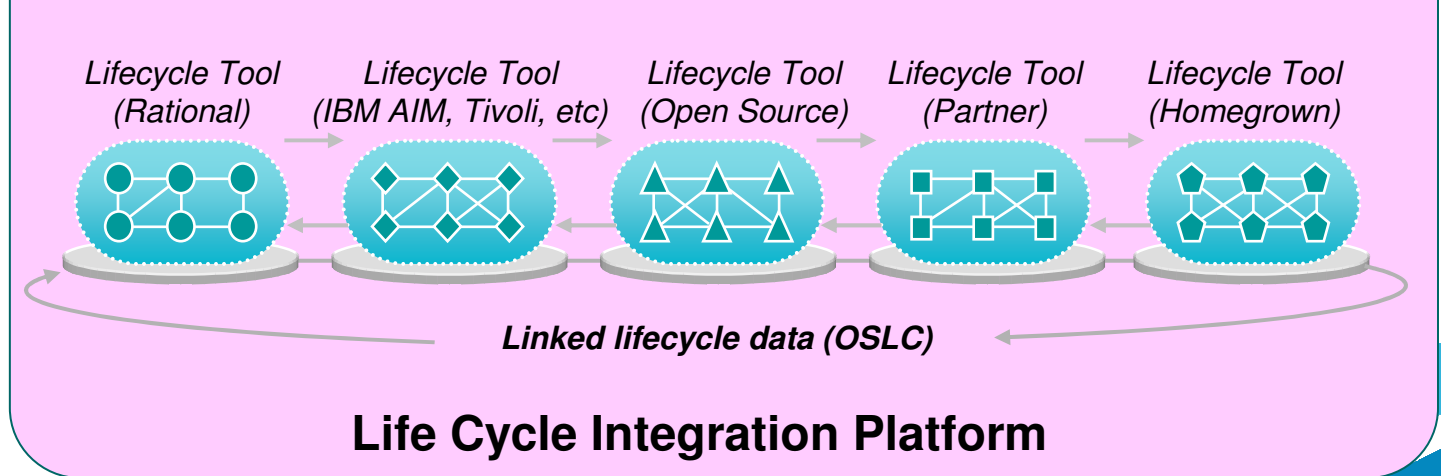 Lifecycle Tool
(Rational)
Lifecycle Tool
(IBM AIM, Tivoli, etc)
Lifecycle Tool
(Open Source)
Lifecycle Tool
(Partner)
Lifecycle Tool
(Homegrown)
Linked lifecycle data (OSLC)
Life Cycle Integration Platform